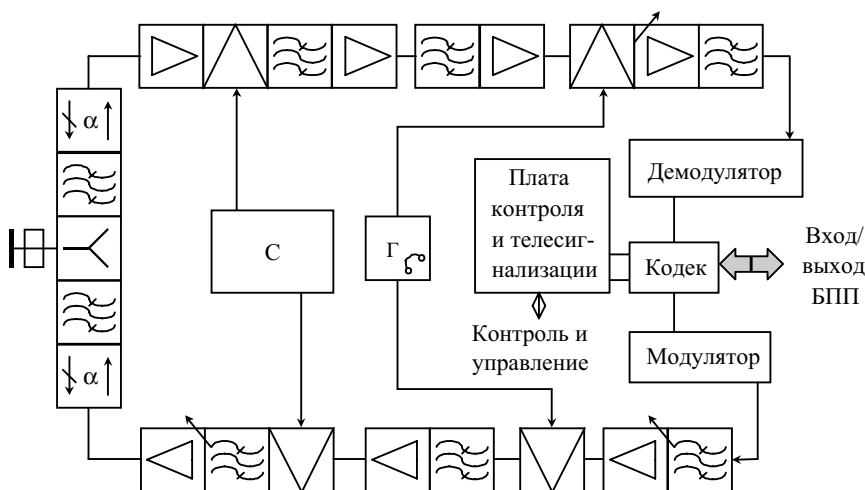 α
Демодулятор
Плата
контроля
и телесиг-
нализации
С
Г
Кодек
Вход/
выход
БПП
Контроль и
управление
Модулятор
α